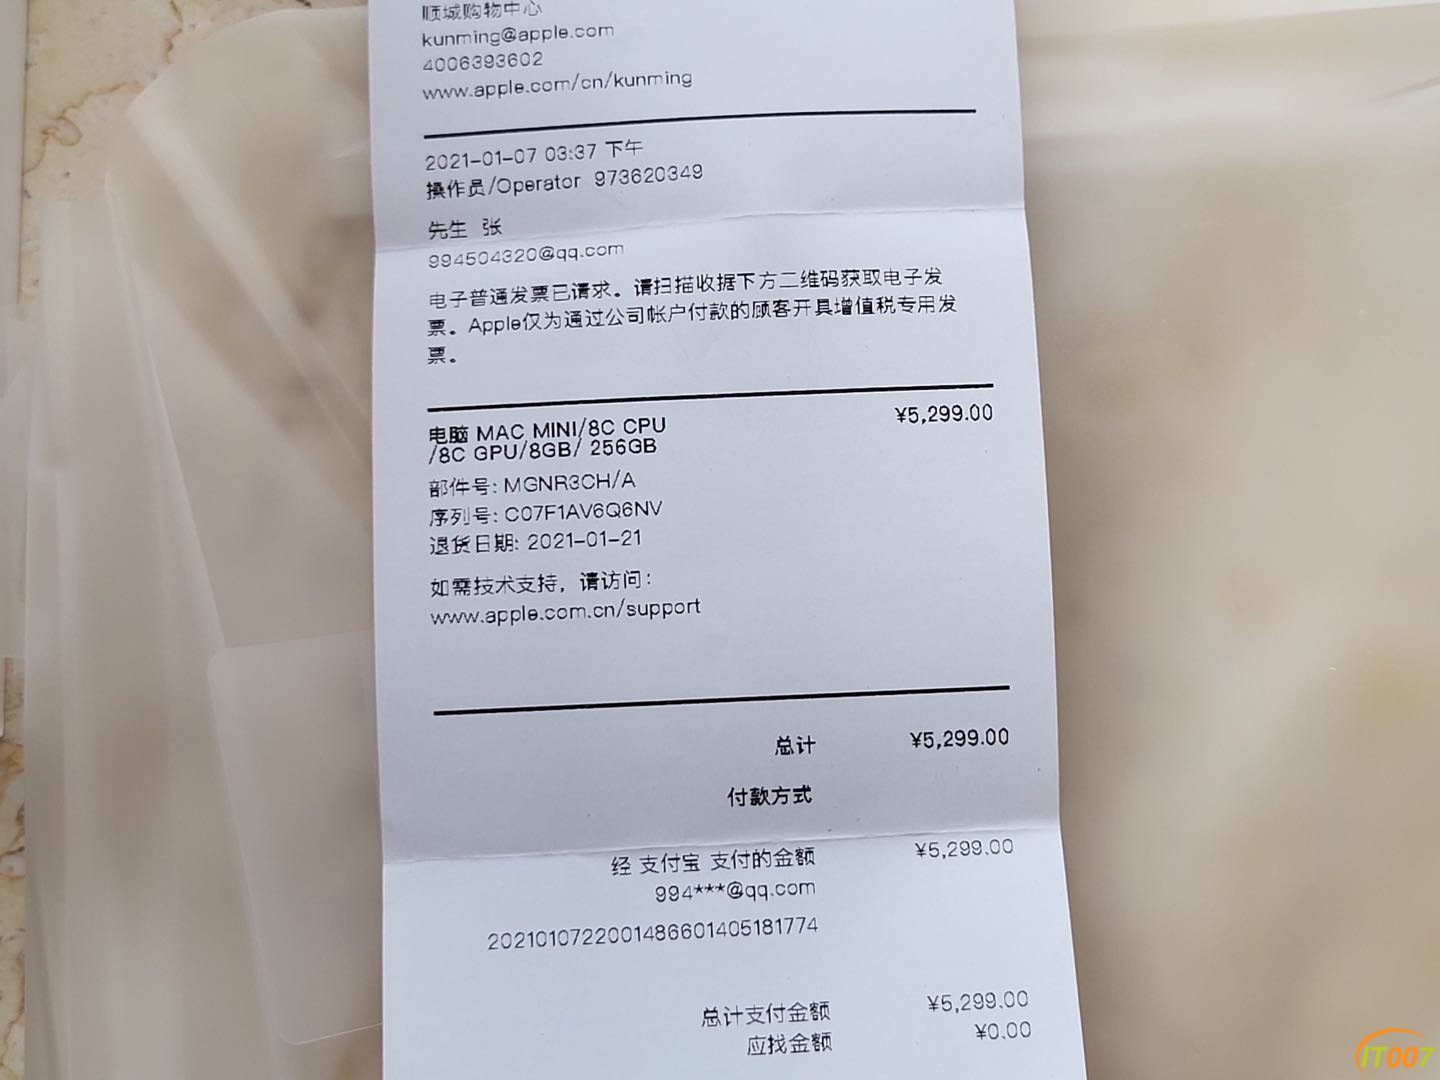 顺城购物中心
kunming@apple.com
4006393602
www.apple.com/cn/kunming
2021-01-07 03:37 下午
操作员/Operator 973620349
先生 张
994504320@qq.com
电子普通发票已请求。请扫描收据下方二维码获取电子发
票。Apple仅为通过公司帐户付款的顾客开具增值税专用发
票。
电脑 MAC MINI/8C CPU ¥5,299.00
/8C GPU/8GB/ 256GB
部件号: MGNR3CH/A
序列号: C07F1AV6Q6NV
退货日期: 2021-01-21
如需技术支持，请访问：
www.apple.com.cn/support
总计 ¥5,299.00
付款方式
经 支付宝 支付的金额 ¥5,299.00
994***@qq.com
2021010722001486601405181774
总计支付金额 ¥5,299.00
应找金额 ¥0.00
IT007